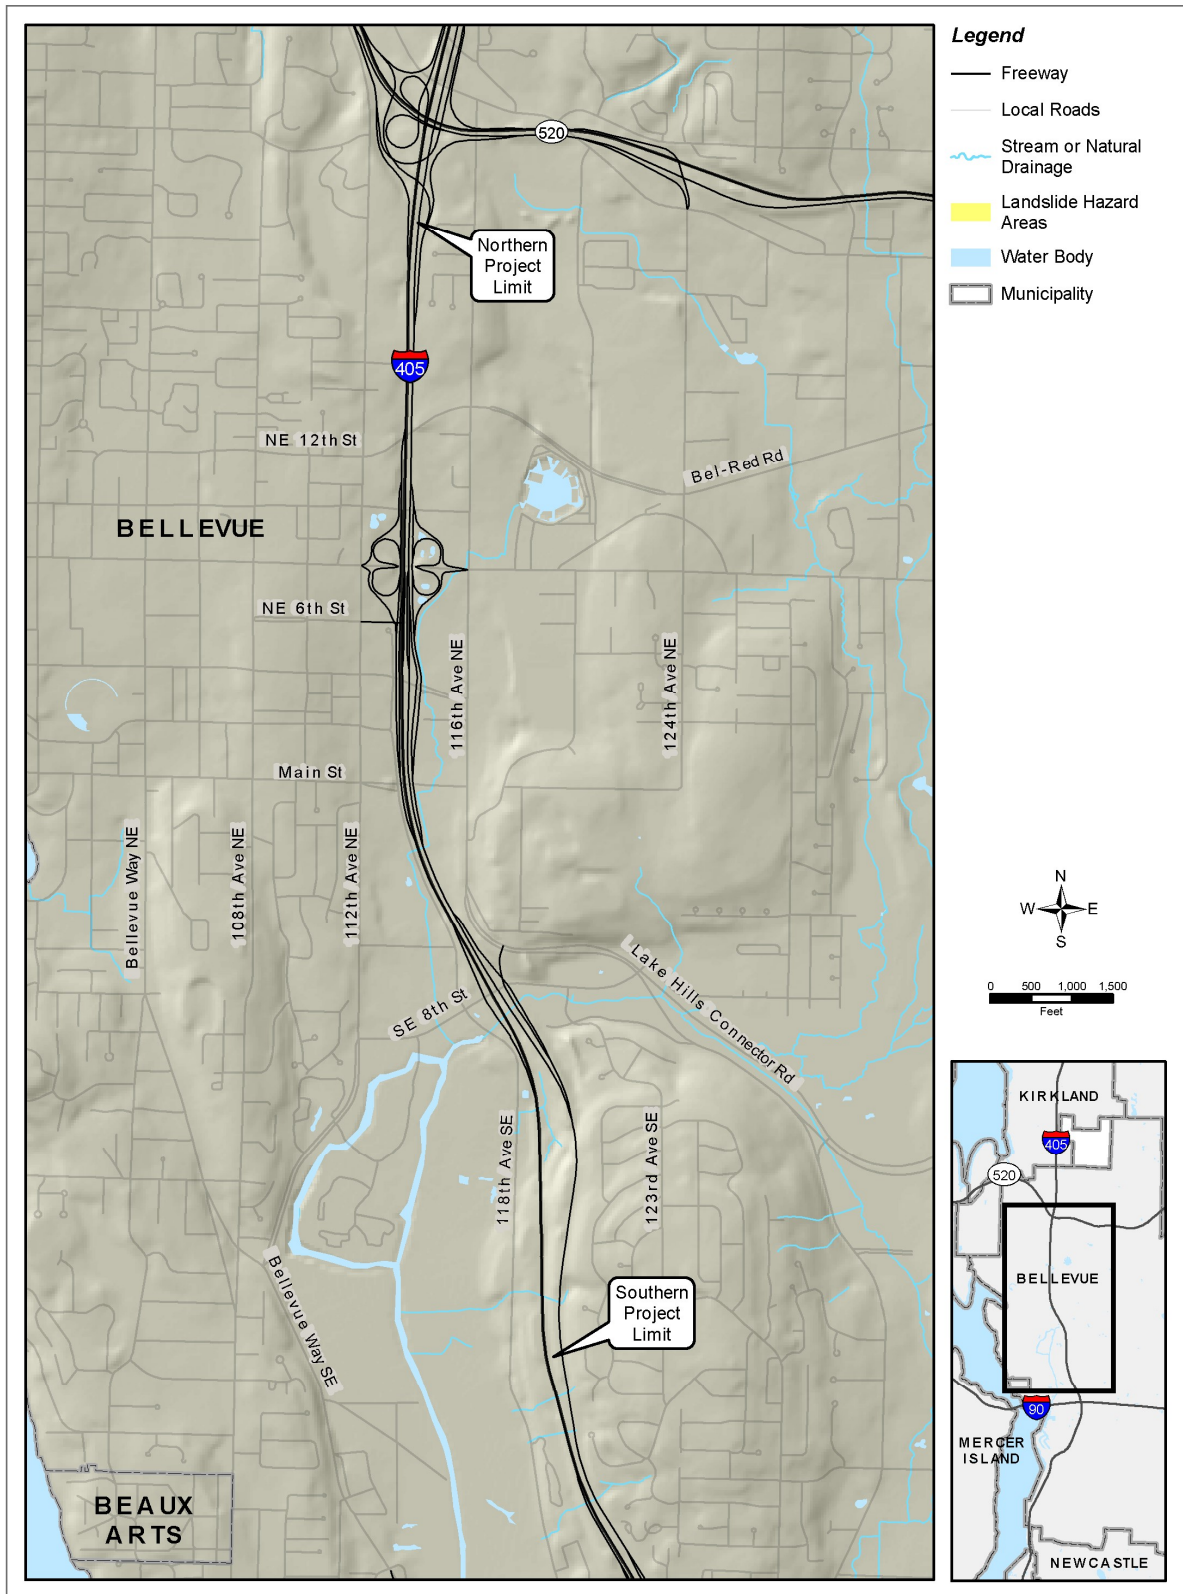 Legend
Freeway
Local Roads
Stream or Natural
Drainage
Landslide Hazard
Areas
Water Body
Municipality
520
Northern
Project
Limit
405
NE 12th St
Bel-Red Rd
BELLEVUE
NE 6th St
116th Ave NE
124th Ave NE
Main St
Bellevue Way NE
108th Ave NE
112th Ave NE
Lake Hills Connector Rd
SE 8th St
118th Ave SE
123rd Ave SE
Bellevue Way SE
Southern
Project
Limit
BEAUX
ARTS
N
W E
S
0 500 1,000 1,500
Feet
KIRKLAND
405
520
BELLEVUE
90
MERCER
ISLAND
NEWCASTLE